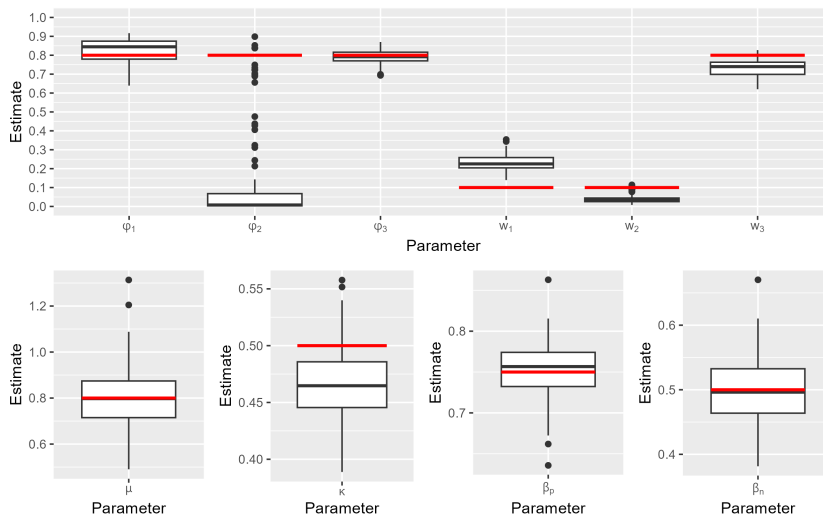 Estimate
1.0
0.9
0.8
0.7
0.6
0.5
0.4
0.3
0.2
0.1
0.0
φ₁ φ₂ φ₃ w₁ w₂ w₃
Parameter
Estimate
1.2
1.0
0.8
0.6
μ
Parameter
Estimate
0.55
0.50
0.45
0.40
κ
Parameter
Estimate
0.8
0.7
βₚ
Parameter
Estimate
0.6
0.5
0.4
βₙ
Parameter